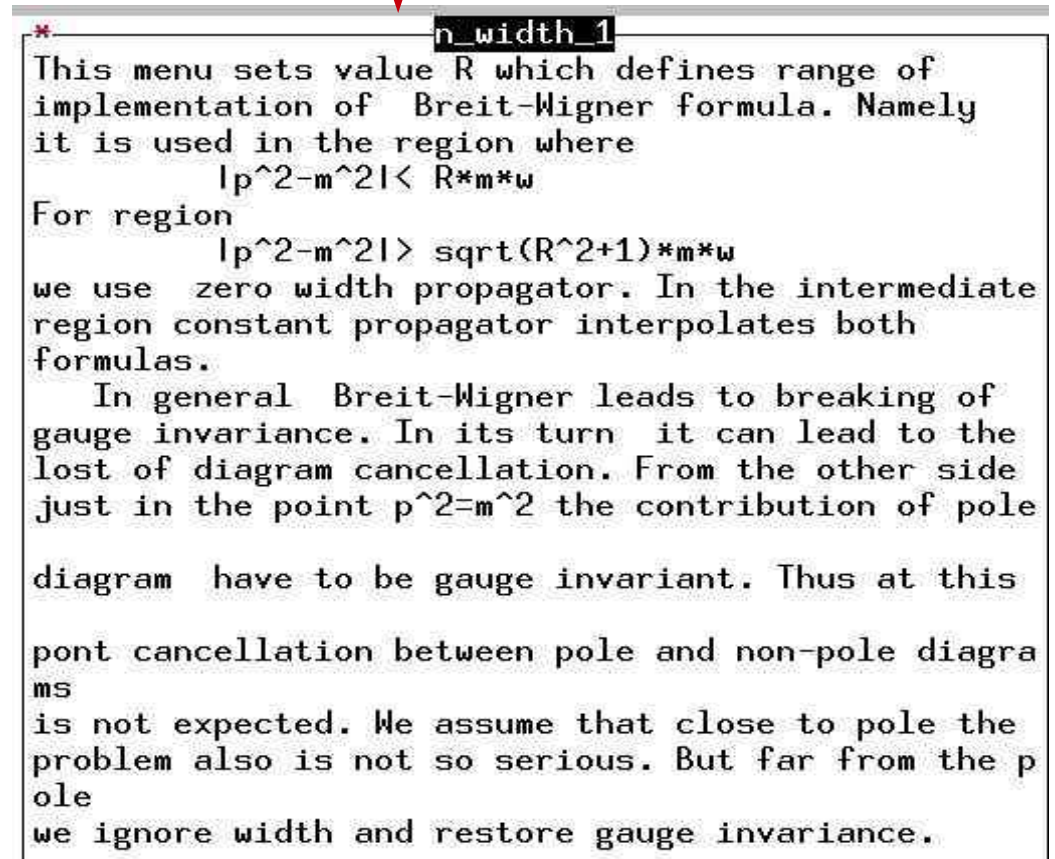 *
n_width_1
This menu sets value R which defines range of
implementation of  Breit-Wigner formula. Namely
it is used in the region where
|p^2-m^2|< R*m*w
For region
|p^2-m^2|> sqrt(R^2+1)*m*w
we use  zero width propagator. In the intermediate
region constant propagator interpolates both
formulas.
In general  Breit-Wigner leads to breaking of
gauge invariance. In its turn  it can lead to the
lost of diagram cancellation. From the other side
just in the point p^2=m^2 the contribution of pole
diagram  have to be gauge invariant. Thus at this
pont cancellation between pole and non-pole diagra
ms
is not expected. We assume that close to pole the
problem also is not so serious. But far from the p
ole
we ignore width and restore gauge invariance.